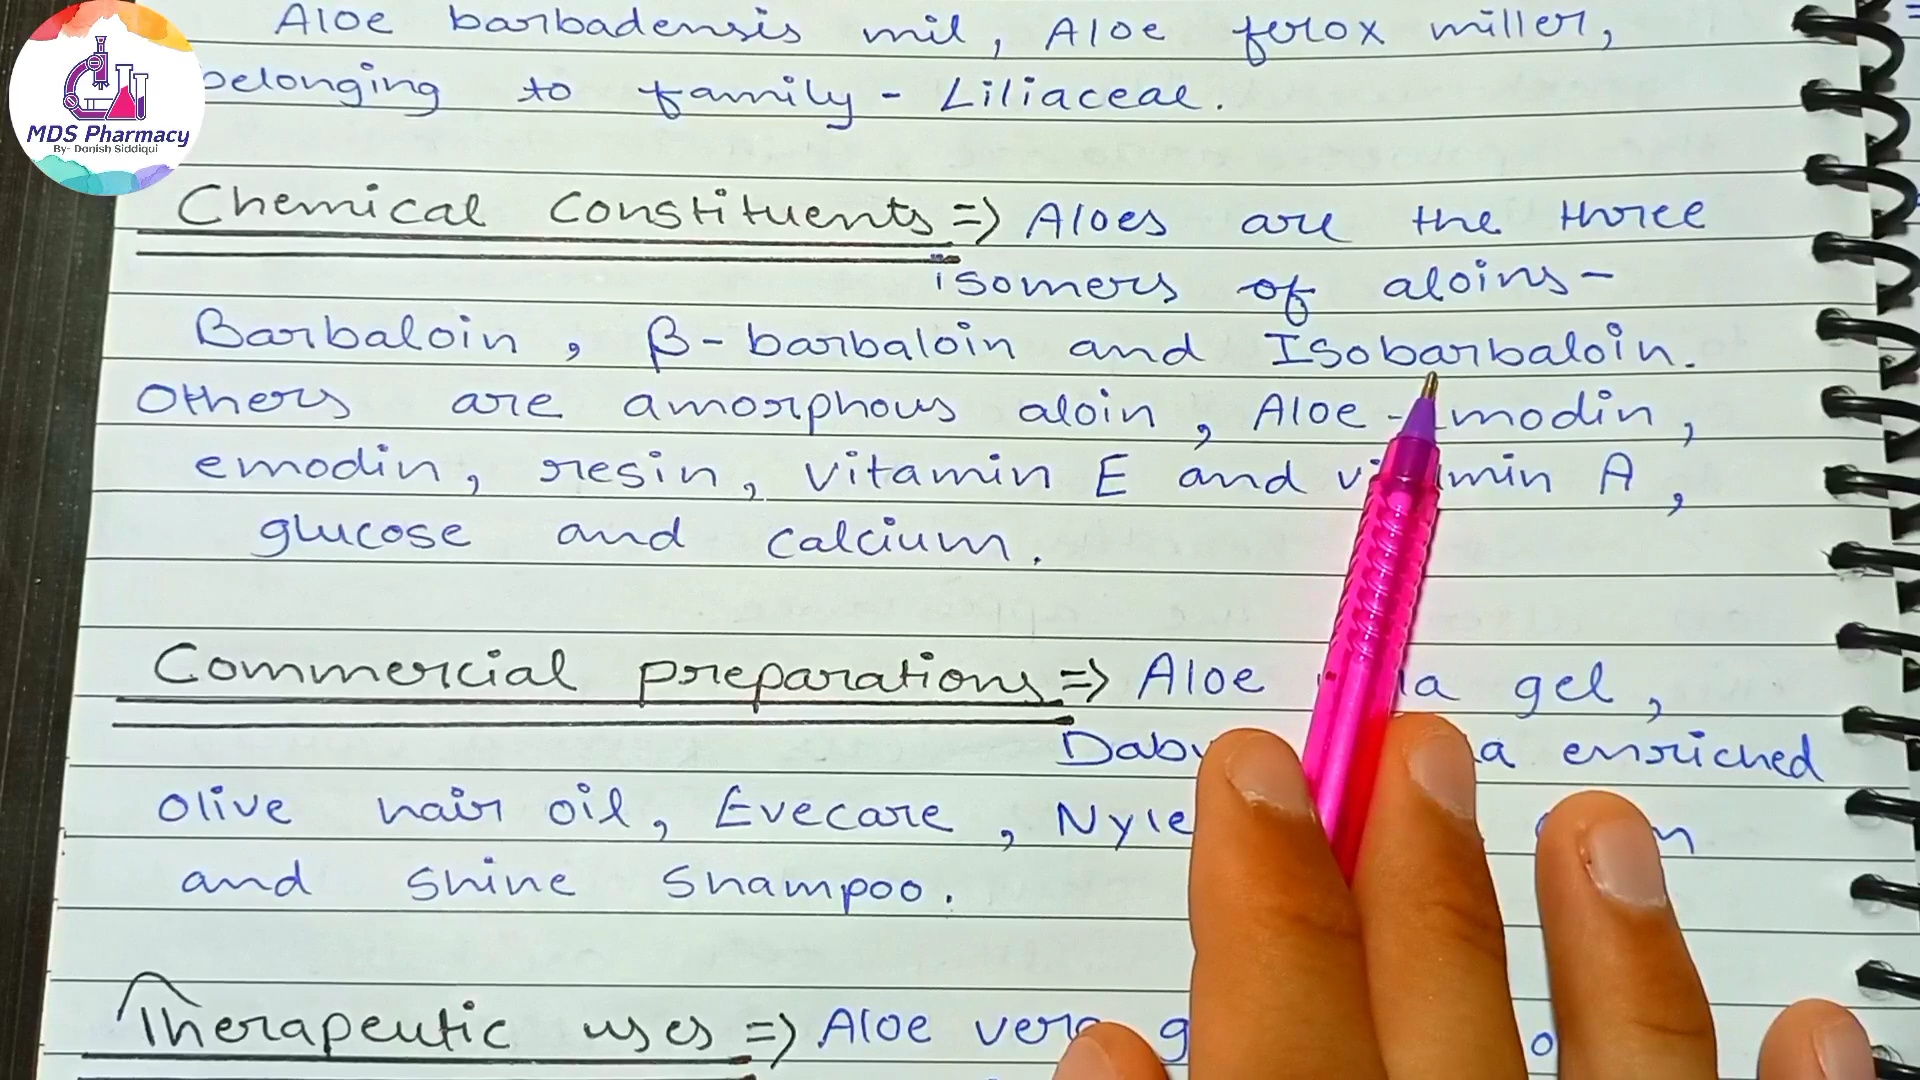 Aloe barbadensis mil, Aloe ferox miller,
belonging to family - Liliaceae.
MDS Pharmacy
By- Danish Siddiqui
Chemical constituents => Aloes are the three
isomers of aloins -
Barbaloin, β-barbaloin and Isobarbaloin.
Others are amorphous aloin, Aloe-modin,
emodin, resin, vitamin E and vitamin A,
glucose and calcium.
Commercial preparations => Aloe gel,
enriched
olive hair oil, Evecare,
and shine shampoo.
Therapeutic uses => Aloe vera